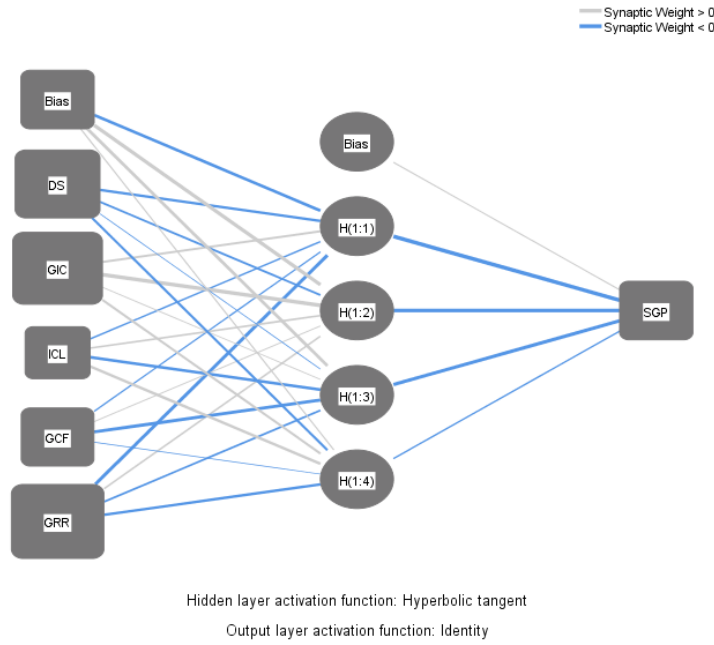 Synaptic Weight > 0
Synaptic Weight < 0
Bias
DS
GIC
ICL
GCF
GRR
Bias
H(1:1)
H(1:2)
H(1:3)
H(1:4)
SGP
Hidden layer activation function: Hyperbolic tangent
Output layer activation function: Identity